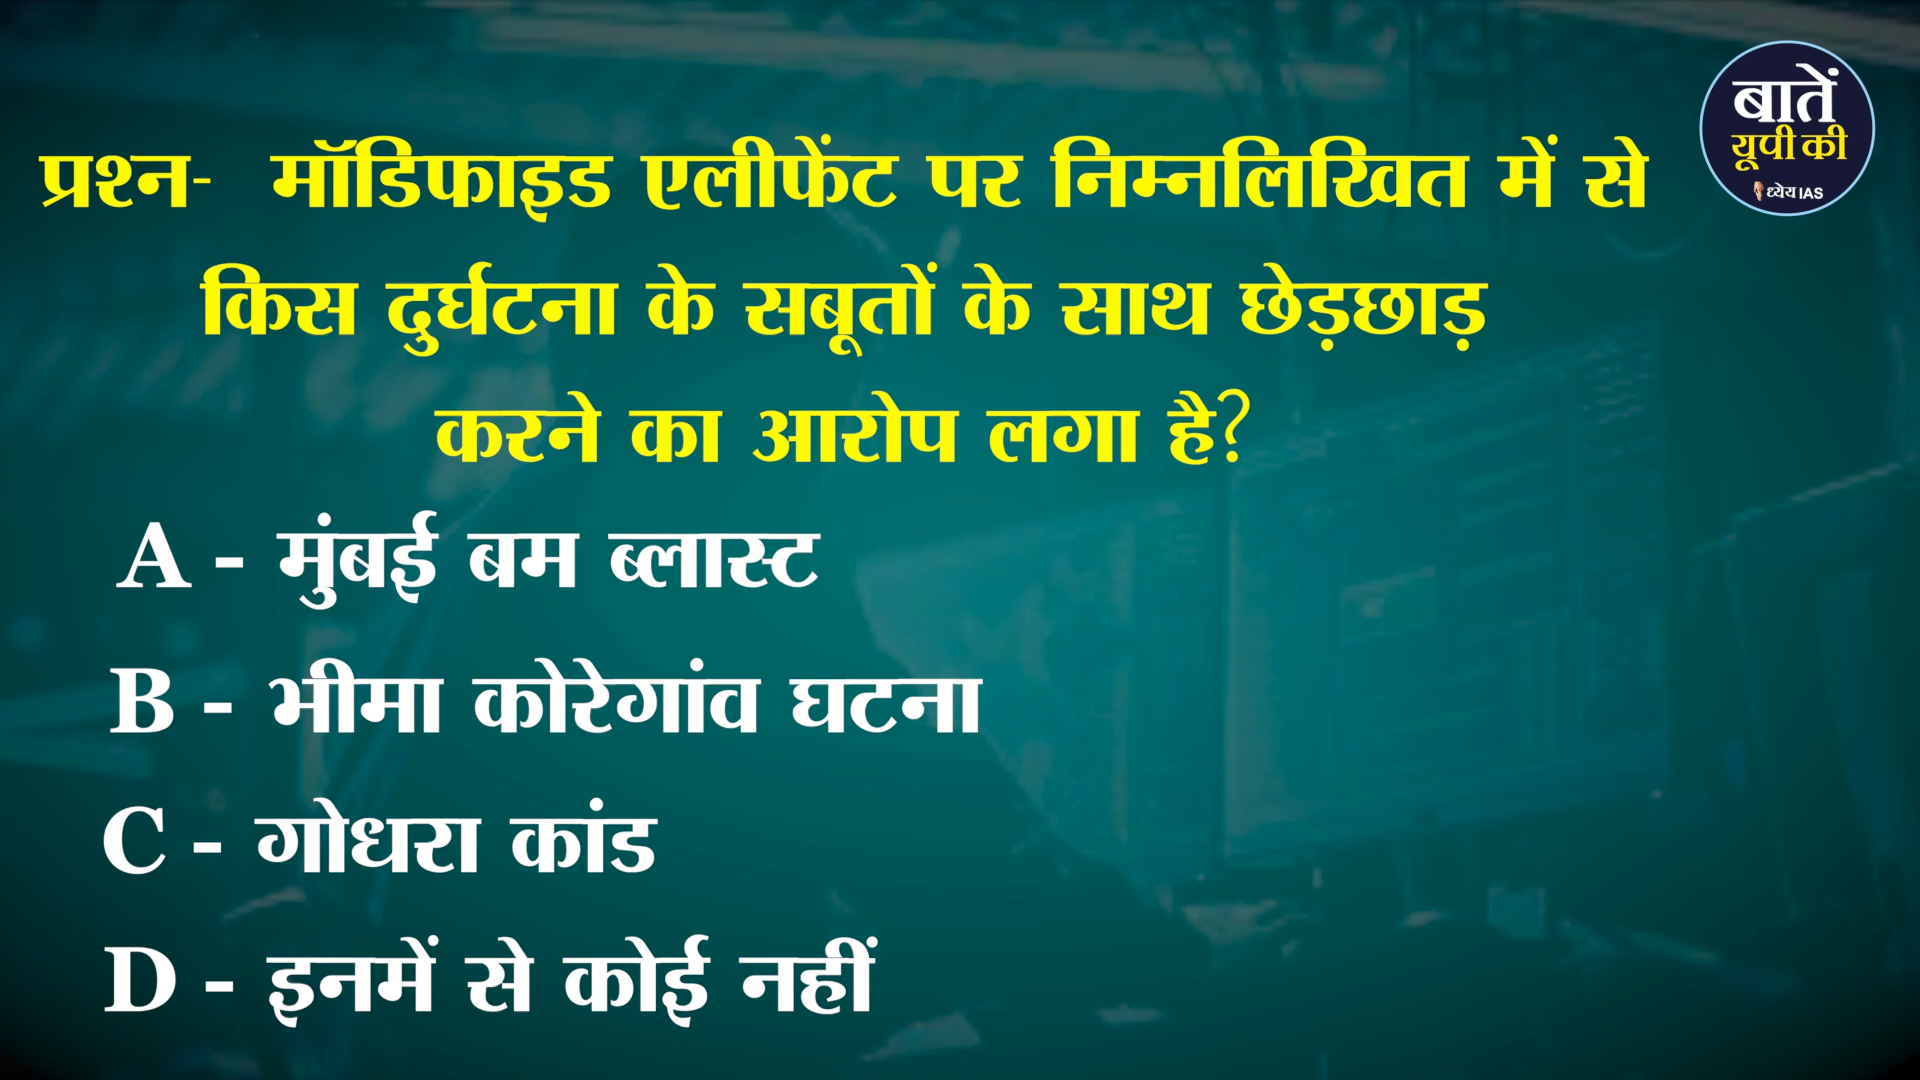 बातें
यूपी की
ध्येय IAS
प्रश्न- मॉडिफाइड एलीफेंट पर निम्नलिखित में से
किस दुर्घटना के सबूतों के साथ छेड़छाड़
करने का आरोप लगा है?
A - मुंबई बम ब्लास्ट
B - भीमा कोरेगांव घटना
C - गोधरा कांड
D - इनमें से कोई नहीं